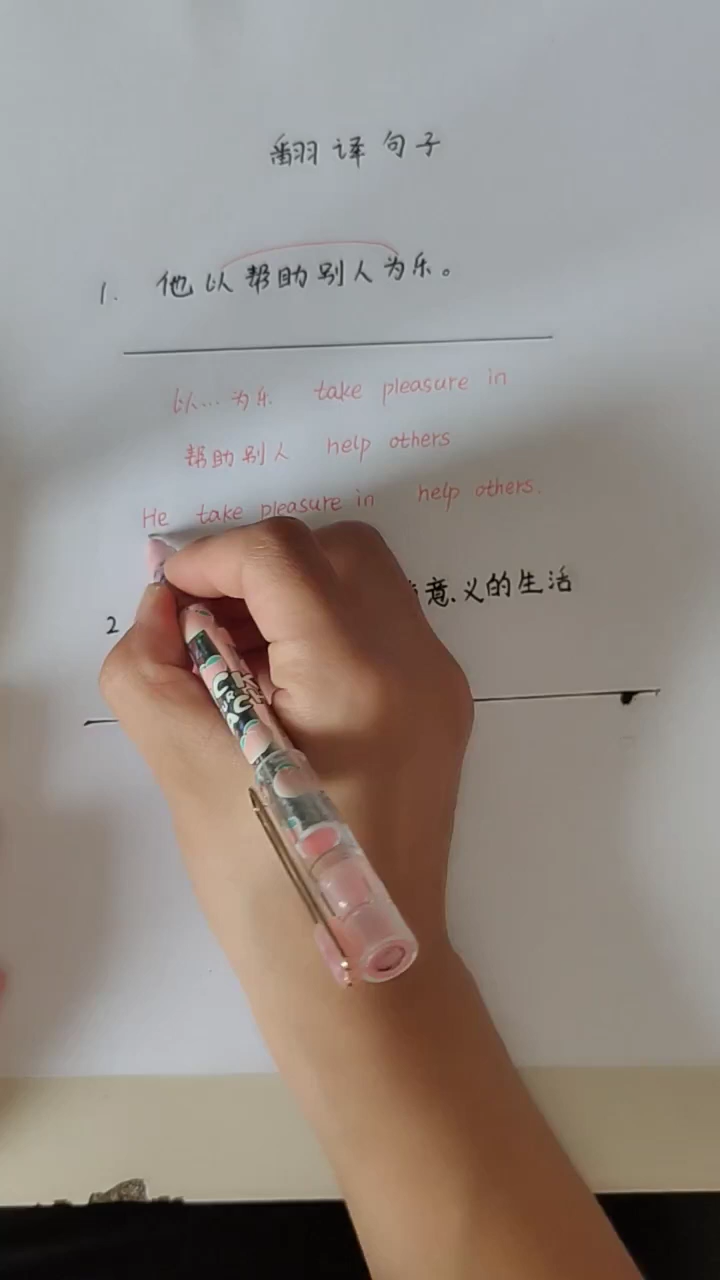 翻译句子
1. 他以帮助别人为乐。
以…为乐 take pleasure in
帮助别人 help others
He take pleasure in help others.
2 意义的生活